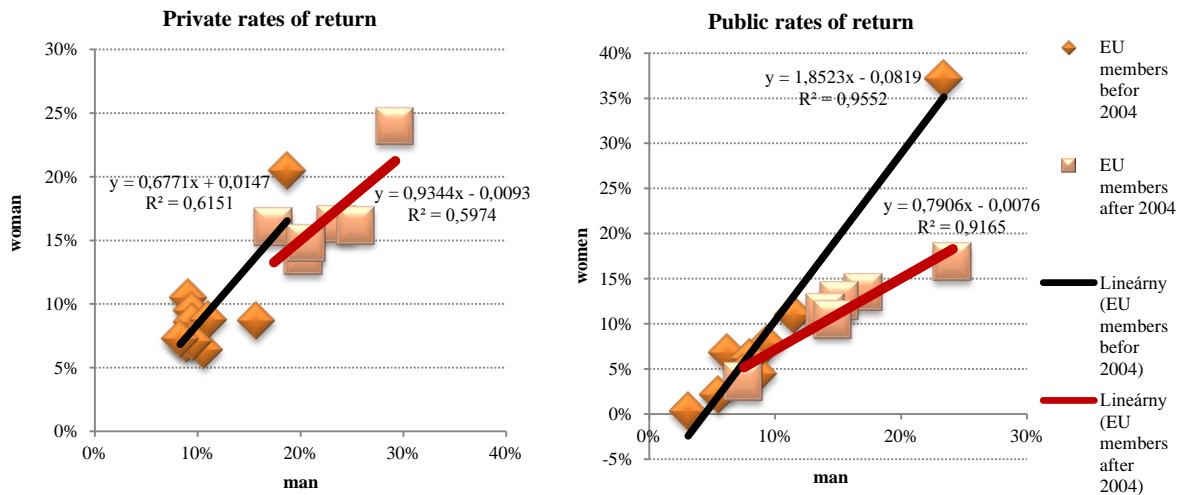 Private rates of return
30%
25%
20%
15%
10%
5%
0%
0%
10%
20%
30%
40%
woman
man
y = 0,6771x + 0,0147
R² = 0,6151
y = 0,9344x - 0,0093
R² = 0,5974
Public rates of return
40%
35%
30%
25%
20%
15%
10%
5%
0%
-5%
0%
10%
20%
30%
women
man
y = 1,8523x - 0,0819
R² = 0,9552
y = 0,7906x - 0,0076
R² = 0,9165
EU
members
befor
2004
EU
members
after 2004
Lineárny
(EU
members
befor
2004)
Lineárny
(EU
members
after
2004)